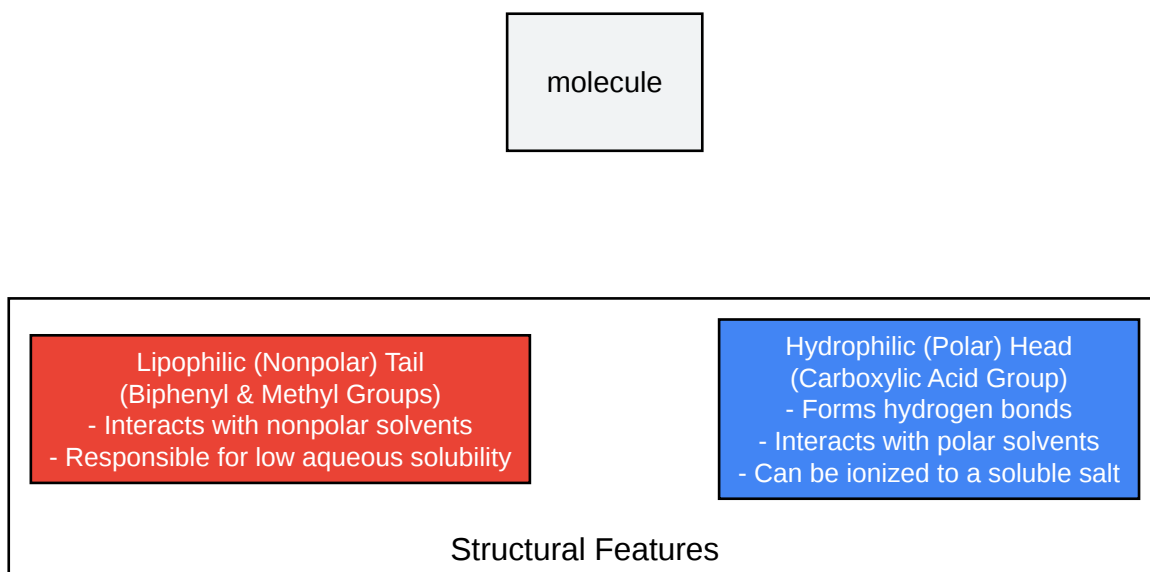 molecule
Lipophilic (Nonpolar) Tail
(Biphenyl & Methyl Groups)
- Interacts with nonpolar solvents
- Responsible for low aqueous solubility
Hydrophilic (Polar) Head
(Carboxylic Acid Group)
- Forms hydrogen bonds
- Interacts with polar solvents
- Can be ionized to a soluble salt
Structural Features